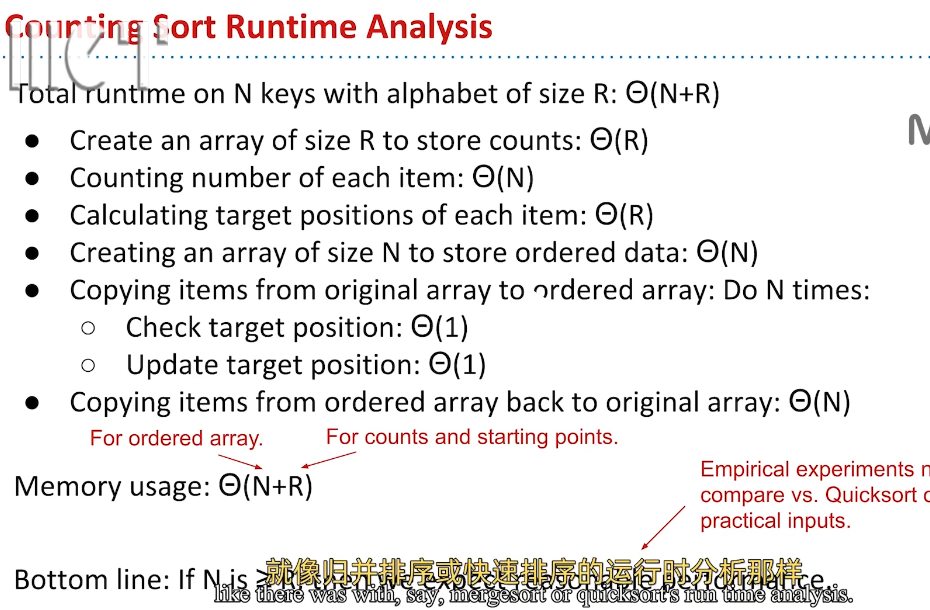 Counting Sort Runtime Analysis
Total runtime on N keys with alphabet of size R: Θ(N+R)
● Create an array of size R to store counts: Θ(R)
● Counting number of each item: Θ(N)
● Calculating target positions of each item: Θ(R)
● Creating an array of size N to store ordered data: Θ(N)
● Copying items from original array to ordered array: Do N times:
○ Check target position: Θ(1)
○ Update target position: Θ(1)
● Copying items from ordered array back to original array: Θ(N)
For ordered array.
For counts and starting points.
Memory usage: Θ(N+R)
Empirical experiments
compare vs. Quicksort
practical inputs.
Bottom line: If N is ≥
就像归并排序或快速排序的运行时分析那样
like there was with, say, mergesort or quicksort's run time analysis.